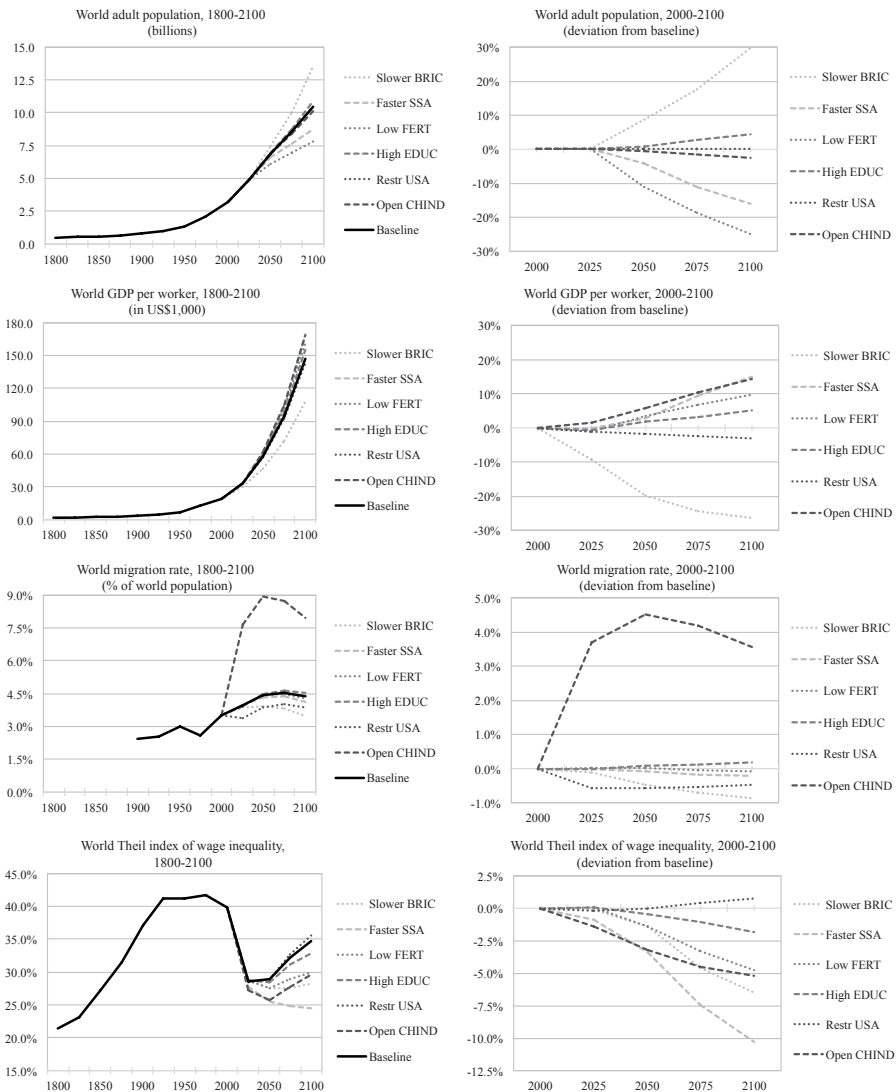 World adult population, 1800-2100
(billions)
15.0
12.5
10.0
7.5
5.0
2.5
0.0
1800 1850 1900 1950 2000 2050 2100
Slower BRIC
Faster SSA
Low FERT
High EDUC
Restr USA
Open CHIND
Baseline
World adult population, 2000-2100
(deviation from baseline)
30%
20%
10%
0%
-10%
-20%
-30%
2000 2025 2050 2075 2100
Slower BRIC
Faster SSA
Low FERT
High EDUC
Restr USA
Open CHIND
World GDP per worker, 1800-2100
(in US$1,000)
180.0
150.0
120.0
90.0
60.0
30.0
0.0
1800 1850 1900 1950 2000 2050 2100
Slower BRIC
Faster SSA
Low FERT
High EDUC
Restr USA
Open CHIND
Baseline
World GDP per worker, 2000-2100
(deviation from baseline)
30%
20%
10%
0%
-10%
-20%
-30%
2000 2025 2050 2075 2100
Slower BRIC
Faster SSA
Low FERT
High EDUC
Restr USA
Open CHIND
World migration rate, 1800-2100
(% of world population)
9.0%
7.5%
6.0%
4.5%
3.0%
1.5%
0.0%
1800 1850 1900 1950 2000 2050 2100
Slower BRIC
Faster SSA
Low FERT
High EDUC
Restr USA
Open CHIND
Baseline
World migration rate, 2000-2100
(deviation from baseline)
5.0%
4.0%
3.0%
2.0%
1.0%
0.0%
-1.0%
2000 2025 2050 2075 2100
Slower BRIC
Faster SSA
Low FERT
High EDUC
Restr USA
Open CHIND
World Theil index of wage inequality,
1800-2100
45.0%
40.0%
35.0%
30.0%
25.0%
20.0%
15.0%
1800 1850 1900 1950 2000 2050 2100
Slower BRIC
Faster SSA
Low FERT
High EDUC
Restr USA
Open CHIND
Baseline
World Theil index of wage inequality, 2000-2100
(deviation from baseline)
2.5%
0.0%
-2.5%
-5.0%
-7.5%
-10.0%
-12.5%
2000 2025 2050 2075 2100
Slower BRIC
Faster SSA
Low FERT
High EDUC
Restr USA
Open CHIND